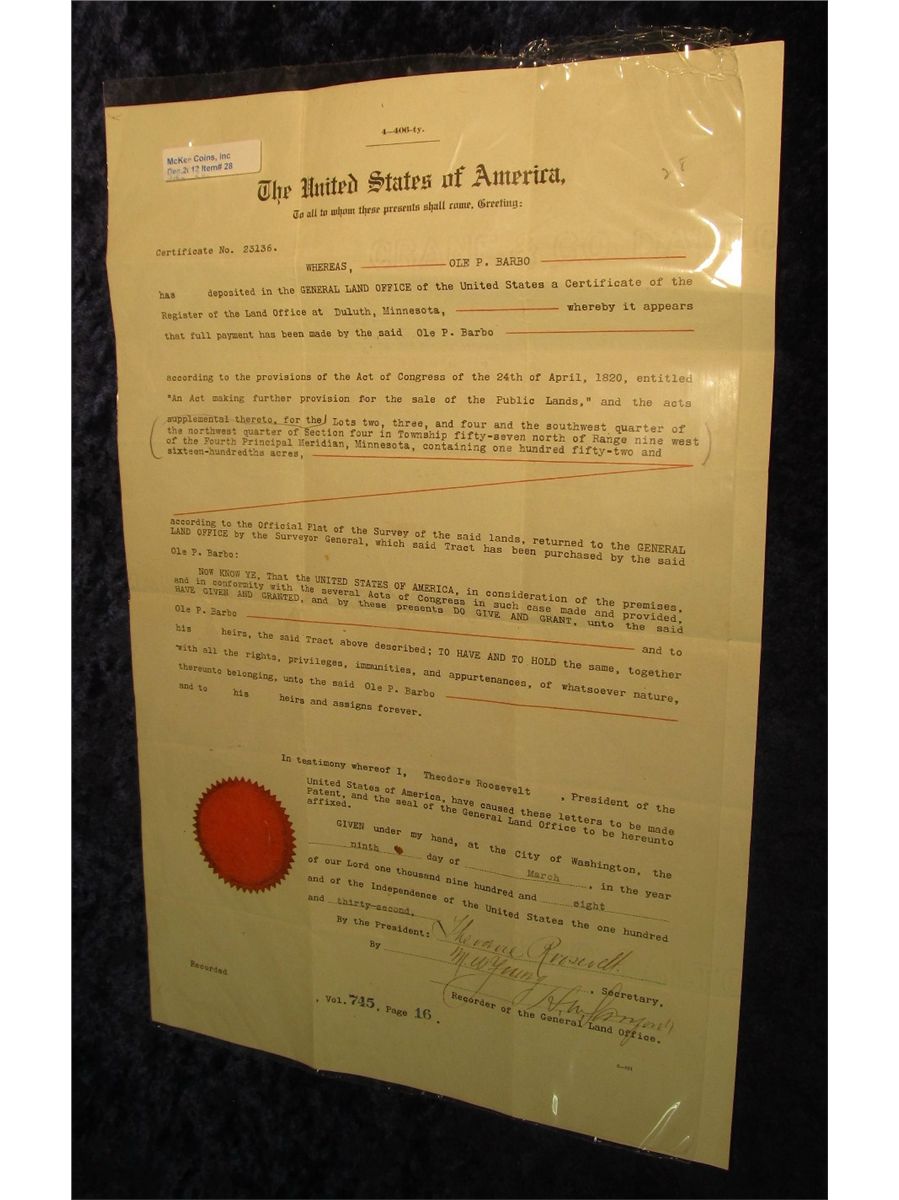 4—406-ty.
McKee Coins, Inc
Dec.2012 Item# 28
28
The United States of America,
To all to whom these presents shall come, Greeting:
Certificate No. 23136.
WHEREAS, OLE P. BARBO
has deposited in the GENERAL LAND OFFICE of the United States a Certificate of the
Register of the Land Office at Duluth, Minnesota, whereby it appears
that full payment has been made by the said Ole P. Barbo
according to the provisions of the Act of Congress of the 24th of April, 1820, entitled
"An Act making further provision for the sale of the Public Lands," and the acts
supplemental thereto, for the Lots two, three, and four and the southwest quarter of
the northwest quarter of Section four in Township fifty-seven north of Range nine west
of the Fourth Principal Meridian, Minnesota, containing one hundred fifty-two and
sixteen-hundredths acres,
according to the Official Plat of the Survey of the said lands, returned to the GENERAL
LAND OFFICE by the Surveyor General, which said Tract has been purchased by the said
Ole P. Barbo:
NOW KNOW YE, That the UNITED STATES OF AMERICA, in consideration of the premises,
and in conformity with the several Acts of Congress in such case made and provided,
HAVE GIVEN AND GRANTED, and by these presents DO GIVE AND GRANT, unto the said
Ole P. Barbo and to
his heirs, the said Tract above described; TO HAVE AND TO HOLD the same, together
with all the rights, privileges, immunities, and appurtenances, of whatsoever nature,
thereunto belonging, unto the said Ole P. Barbo
and to his heirs and assigns forever.
In testimony whereof I, Theodore Roosevelt , President of the
United States of America, have caused these letters to be made
Patent, and the seal of the General Land Office to be hereunto
affixed.
GIVEN under my hand, at the City of Washington, the
ninth day of March , in the year
of our Lord one thousand nine hundred and eight
and of the Independence of the United States the one hundred
and thirty-second.
By the President: Theodore Roosevelt
By M W Young , Secretary.
Recorder of the General Land Office.
Recorded , Vol. 745, Page 16.